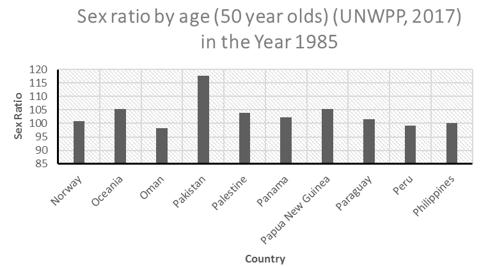 Sex ratio by age (50 year olds) (UNWPP, 2017)
in the Year 1985
120
115
110
105
100
95
90
85
Sex Ratio
Norway
Oceania
Oman
Pakistan
Palestine
Panama
Papua New Guinea
Paraguay
Peru
Philippines
Country